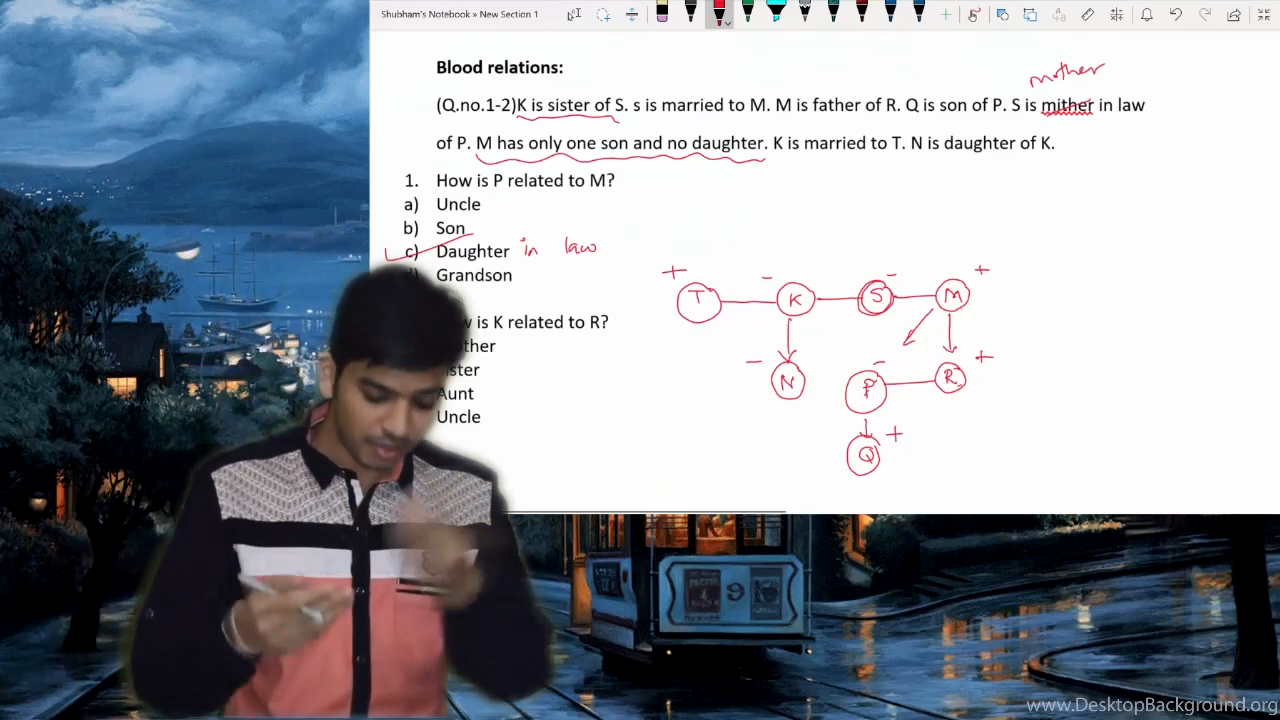 Shubham's Notebook » New Section 1
Blood relations:
mother
(Q.no.1-2)K is sister of S. s is married to M. M is father of R. Q is son of P. S is mither in law
of P. M has only one son and no daughter. K is married to T. N is daughter of K.
1. How is P related to M?
a) Uncle
b) Son
c) Daughter in law
Grandson
is K related to R?
Aunt
Uncle
+ - - +
T K S M
- - +
N P R
+
Q
9
www.DesktopBackground.org